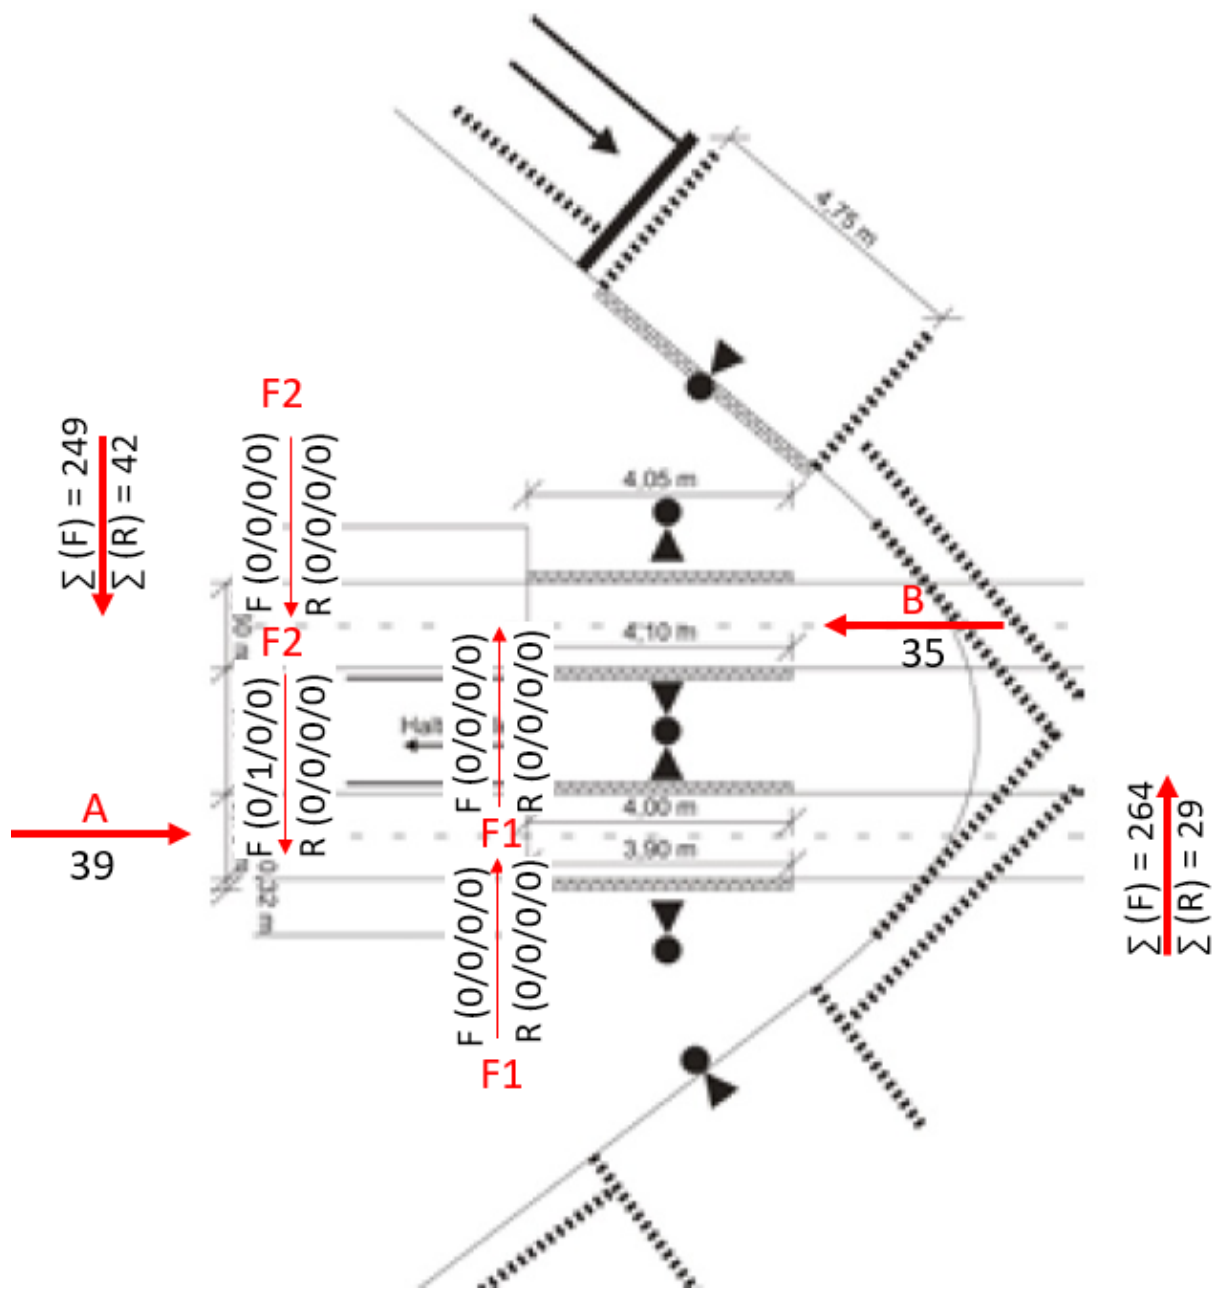 4,75 m
F2
∑ (F) = 249
∑ (R) = 42
F (0/0/0/0)
R (0/0/0/0)
4,05 m
B
35
F2
4,10 m
F (0/1/0/0)
R (0/0/0/0)
F (0/0/0/0)
R (0/0/0/0)
A
39
4,00 m
F1
3,90 m
0,32 m
F (0/0/0/0)
R (0/0/0/0)
F1
∑ (F) = 264
∑ (R) = 29